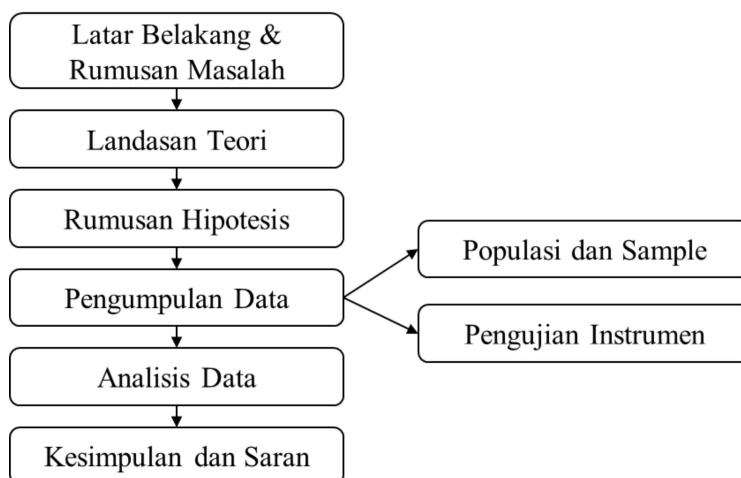 Latar Belakang &
Rumusan Masalah
Landasan Teori
Rumusan Hipotesis
Pengumpulan Data
Populasi dan Sample
Pengujian Instrumen
Analisis Data
Kesimpulan dan Saran